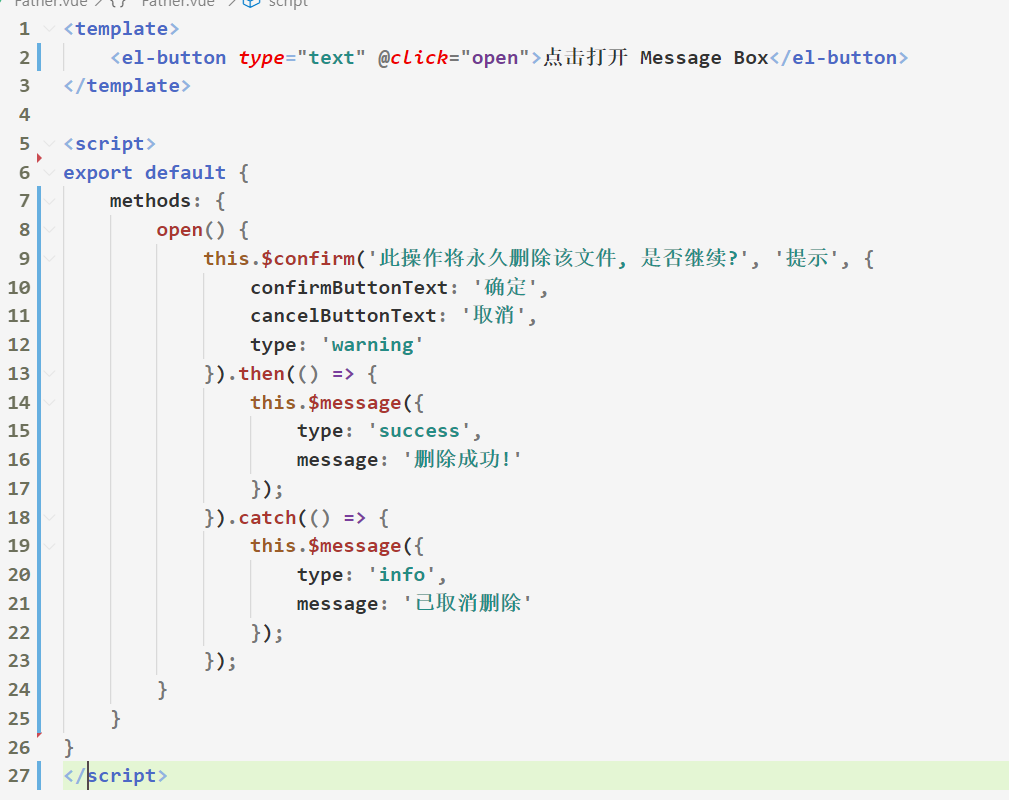 Father.vue > {} "Father.vue" > script
1 <template>
2     <el-button type="text" @click="open">点击打开 Message Box</el-button>
3 </template>
4
5 <script>
6 export default {
7     methods: {
8         open() {
9             this.$confirm('此操作将永久删除该文件, 是否继续?', '提示', {
10                 confirmButtonText: '确定',
11                 cancelButtonText: '取消',
12                 type: 'warning'
13             }).then(() => {
14                 this.$message({
15                     type: 'success',
16                     message: '删除成功!'
17                 });
18             }).catch(() => {
19                 this.$message({
20                     type: 'info',
21                     message: '已取消删除'
22                 });
23             });
24         }
25     }
26 }
27 </script>